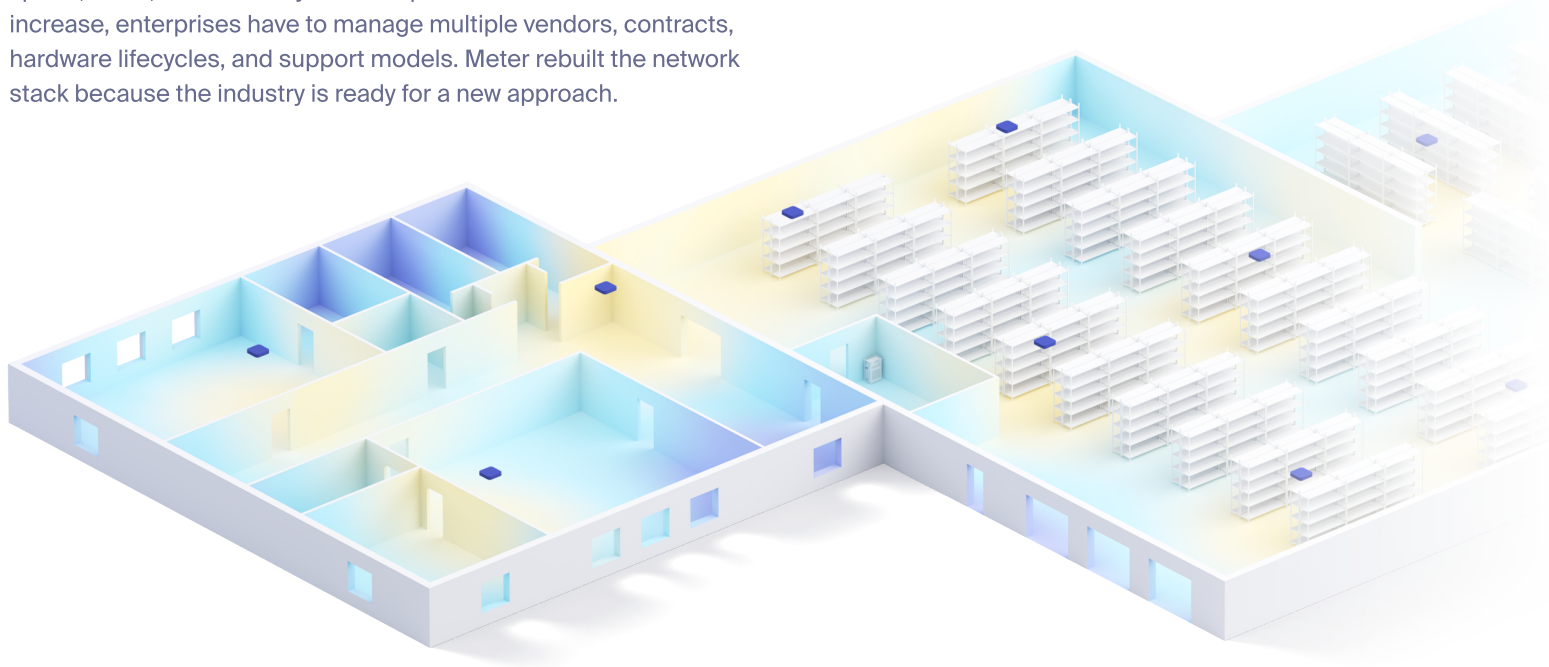 increase, enterprises have to manage multiple vendors, contracts,
hardware lifecycles, and support models. Meter rebuilt the network
stack because the industry is ready for a new approach.